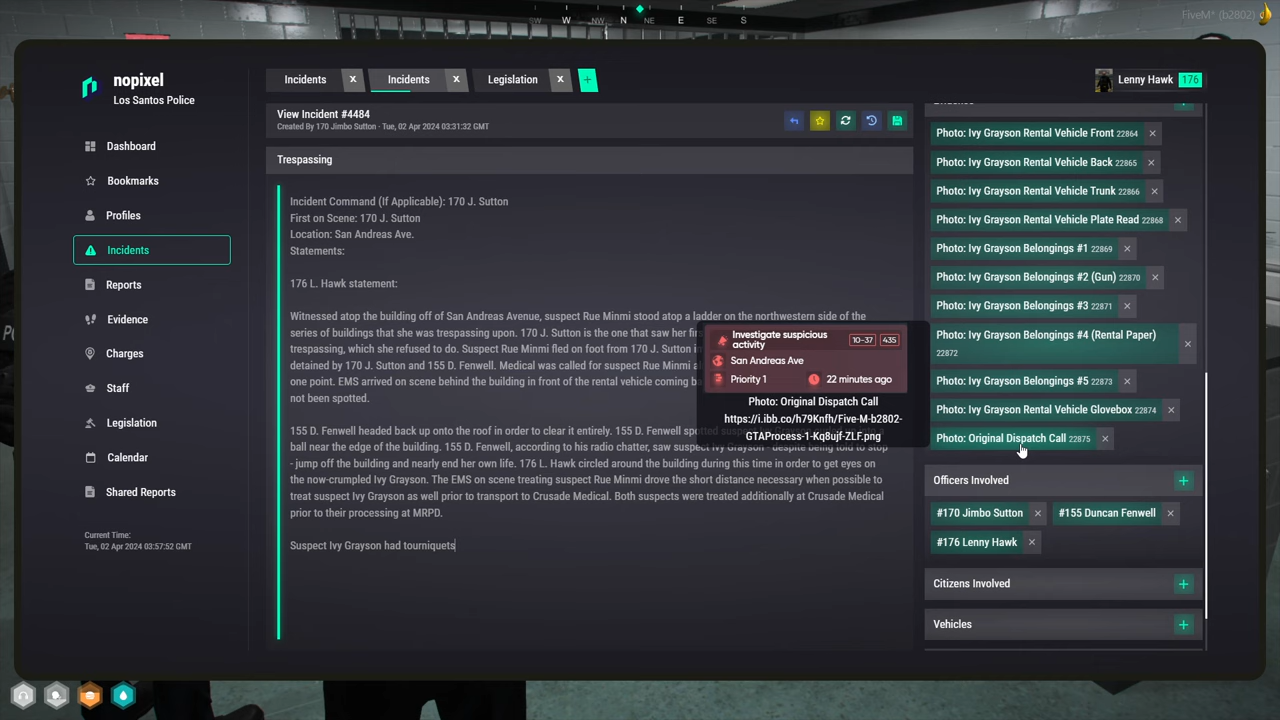 SW W NW N NE E SE S
FiveM* (b2802)
nopixel
Los Santos Police
Dashboard
Bookmarks
Profiles
Incidents
Reports
Evidence
Charges
Staff
Legislation
Calendar
Shared Reports
Current Time:
Tue, 02 Apr 2024 03:57:52 GMT
Incidents x
Incidents x
Legislation x
+
Lenny Hawk 176
View Incident #4484
Created By 170 Jimbo Sutton - Tue, 02 Apr 2024 03:31:32 GMT
Trespassing
Incident Command (If Applicable): 170 J. Sutton
First on Scene: 170 J. Sutton
Location: San Andreas Ave.
Statements:
176 L. Hawk statement:
Witnessed atop the building off of San Andreas Avenue, suspect Rue Minmi stood atop a ladder on the northwestern side of the
series of buildings that she was trespassing upon. 170 J. Sutton is the one that saw her
trespassing, which she refused to do. Suspect Rue Minmi fled on foot from 170 J. Sutton
detained by 170 J. Sutton and 155 D. Fenwell. Medical was called for suspect Rue Minmi
one point. EMS arrived on scene behind the building in front of the rental vehicle coming
not been spotted.
155 D. Fenwell headed back up onto the roof in order to clear it entirely. 155 D. Fenwell
ball near the edge of the building. 155 D. Fenwell, according to his radio chatter, saw suspect Ivy Grayson - despite being told to stop
- jump off the building and nearly end her own life. 176 L. Hawk circled around the building during this time in order to get eyes on
the now-crumpled Ivy Grayson. The EMS on scene treating suspect Rue Minmi drove the short distance necessary when possible to
treat suspect Ivy Grayson as well prior to transport to Crusade Medical. Both suspects were treated additionally at Crusade Medical
prior to their processing at MRPD.
Suspect Ivy Grayson had tourniquets
Investigate suspicious
activity
10-37 435
San Andreas Ave
Priority 1 22 minutes ago
Photo: Original Dispatch Call
https://i.ibb.co/h79Knfh/Five-M-b2802-
GTAProcess-1-Kq8ujf-ZLF.png
Evidence +
Photo: Ivy Grayson Rental Vehicle Front 22864 x
Photo: Ivy Grayson Rental Vehicle Back 22865 x
Photo: Ivy Grayson Rental Vehicle Trunk 22866 x
Photo: Ivy Grayson Rental Vehicle Plate Read 22868 x
Photo: Ivy Grayson Belongings #1 22869 x
Photo: Ivy Grayson Belongings #2 (Gun) 22870 x
Photo: Ivy Grayson Belongings #3 22871 x
Photo: Ivy Grayson Belongings #4 (Rental Paper)
22872 x
Photo: Ivy Grayson Belongings #5 22873 x
Photo: Ivy Grayson Rental Vehicle Glovebox 22874 x
Photo: Original Dispatch Call 22875 x
Officers Involved +
#170 Jimbo Sutton x #155 Duncan Fenwell x
#176 Lenny Hawk x
Citizens Involved +
Vehicles +